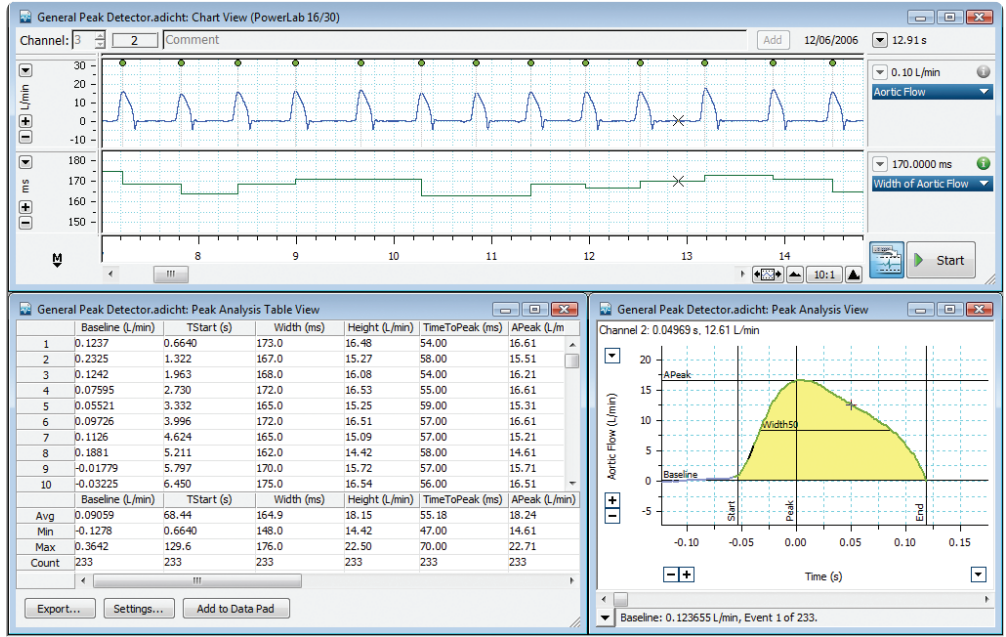 General Peak Detector.adicht: Chart View (PowerLab 16/30)
Channel: 3 2 Comment Add 12/06/2006 12.91 s
30
20
10
0
-10
L/min
0.10 L/min
Aortic Flow
180
170
160
150
ms
170.0000 ms
Width of Aortic Flow
M
8 9 10 11 12 13 14
10:1
Start
General Peak Detector.adicht: Peak Analysis Table View
Baseline (L/min) TStart (s) Width (ms) Height (L/min) TimeToPeak (ms) APeak (L/m
1 0.1237 0.6640 173.0 16.48 54.00 16.61
2 0.2325 1.322 167.0 15.27 58.00 15.51
3 0.1242 1.963 168.0 16.08 54.00 16.21
4 0.07595 2.730 172.0 16.53 55.00 16.61
5 0.05521 3.332 165.0 15.25 59.00 15.31
6 0.09726 3.996 172.0 16.51 57.00 16.61
7 0.1126 4.624 165.0 15.09 57.00 15.21
8 0.1881 5.211 162.0 14.42 58.00 14.61
9 -0.01779 5.797 170.0 15.72 57.00 15.71
10 -0.03225 6.450 175.0 16.54 56.00 16.51
Baseline (L/min) TStart (s) Width (ms) Height (L/min) TimeToPeak (ms) APeak (L/min)
Avg 0.09059 68.44 164.9 18.15 55.18 18.24
Min -0.1278 0.6640 148.0 14.42 47.00 14.61
Max 0.3642 129.6 176.0 22.50 70.00 22.71
Count 233 233 233 233 233 233
Export... Settings... Add to Data Pad
General Peak Detector.adicht: Peak Analysis View
Channel 2: 0.04969 s, 12.61 L/min
20
15
10
5
0
-5
Aortic Flow (L/min)
APeak
Width50
Baseline
Start
Peak
End
-0.10 -0.05 0.00 0.05 0.10 0.15
Time (s)
Baseline: 0.123655 L/min, Event 1 of 233.